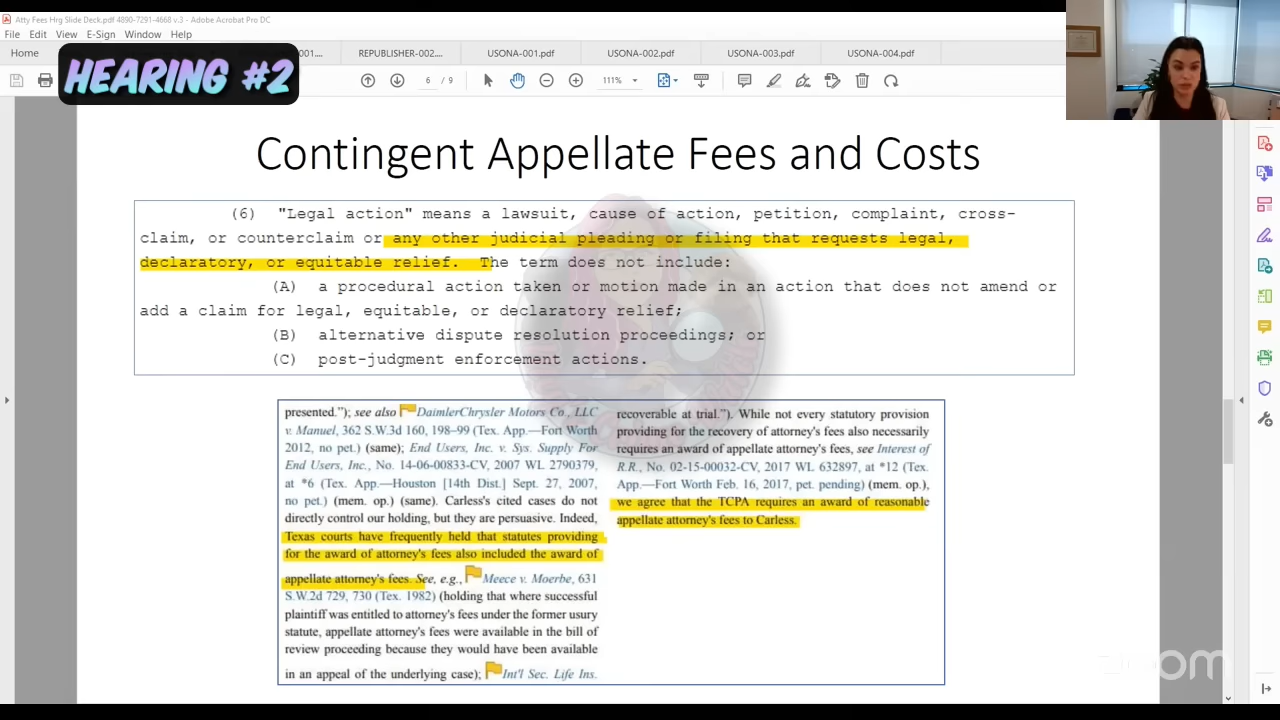 Atty Fees Hrg Slide Deck.pdf 4890-7291-4668 v.3 - Adobe Acrobat Pro DC
File Edit View E-Sign Window Help
Home 001.... REPUBLISHER-002.... USONA-001.pdf USONA-002.pdf USONA-003.pdf USONA-004.pdf
HEARING #2
6 / 9 111%
Contingent Appellate Fees and Costs
(6) "Legal action" means a lawsuit, cause of action, petition, complaint, cross-
claim, or counterclaim or any other judicial pleading or filing that requests legal,
declaratory, or equitable relief. The term does not include:
(A) a procedural action taken or motion made in an action that does not amend or
add a claim for legal, equitable, or declaratory relief;
(B) alternative dispute resolution proceedings; or
(C) post-judgment enforcement actions.
presented."); see also DaimlerChrysler Motors Co., LLC
v. Manuel, 362 S.W.3d 160, 198–99 (Tex. App.—Fort Worth
2012, no pet.) (same); End Users, Inc. v. Sys. Supply For
End Users, Inc., No. 14-06-00833-CV, 2007 WL 2790379,
at *6 (Tex. App.—Houston [14th Dist.] Sept. 27, 2007,
no pet.) (mem. op.) (same). Carless's cited cases do not
directly control our holding, but they are persuasive. Indeed,
Texas courts have frequently held that statutes providing
for the award of attorney's fees also included the award of
appellate attorney's fees. See, e.g., Meece v. Moerbe, 631
S.W.2d 729, 730 (Tex. 1982) (holding that where successful
plaintiff was entitled to attorney's fees under the former usury
statute, appellate attorney's fees were available in the bill of
review proceeding because they would have been available
in an appeal of the underlying case); Int'l Sec. Life Ins.
recoverable at trial."). While not every statutory provision
providing for the recovery of attorney's fees also necessarily
requires an award of appellate attorney's fees, see Interest of
R.R., No. 02-15-00032-CV, 2017 WL 632897, at *12 (Tex.
App.—Fort Worth Feb. 16, 2017, pet. pending) (mem. op.),
we agree that the TCPA requires an award of reasonable
appellate attorney's fees to Carless.
zoom